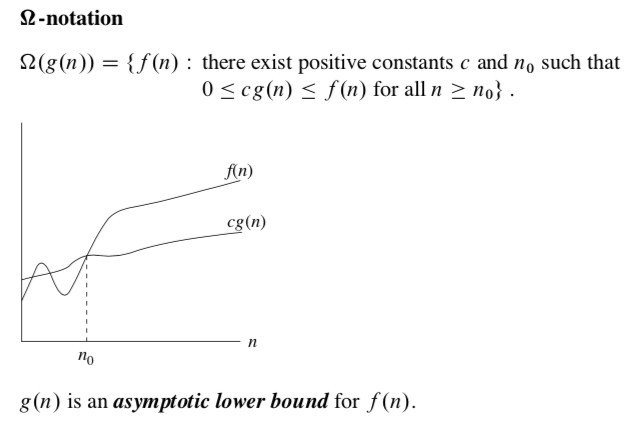 Ω-notation
Ω(g(n)) = {f(n) : there exist positive constants c and n₀ such that
0 ≤ cg(n) ≤ f(n) for all n ≥ n₀} .
f(n)
cg(n)
n
n₀
g(n) is an asymptotic lower bound for f(n).